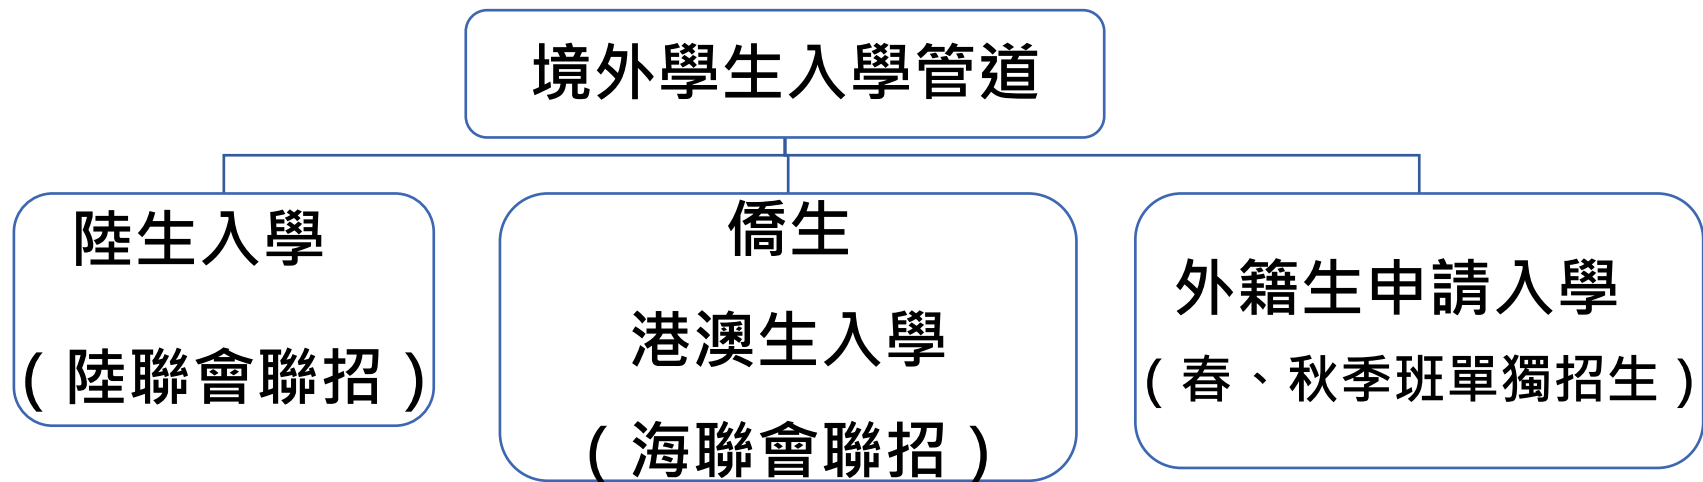 境外學生入學管道
陸生入學
(陸聯會聯招)
僑生
港澳生入學
(海聯會聯招)
外籍生申請入學
(春、秋季班單獨招生)